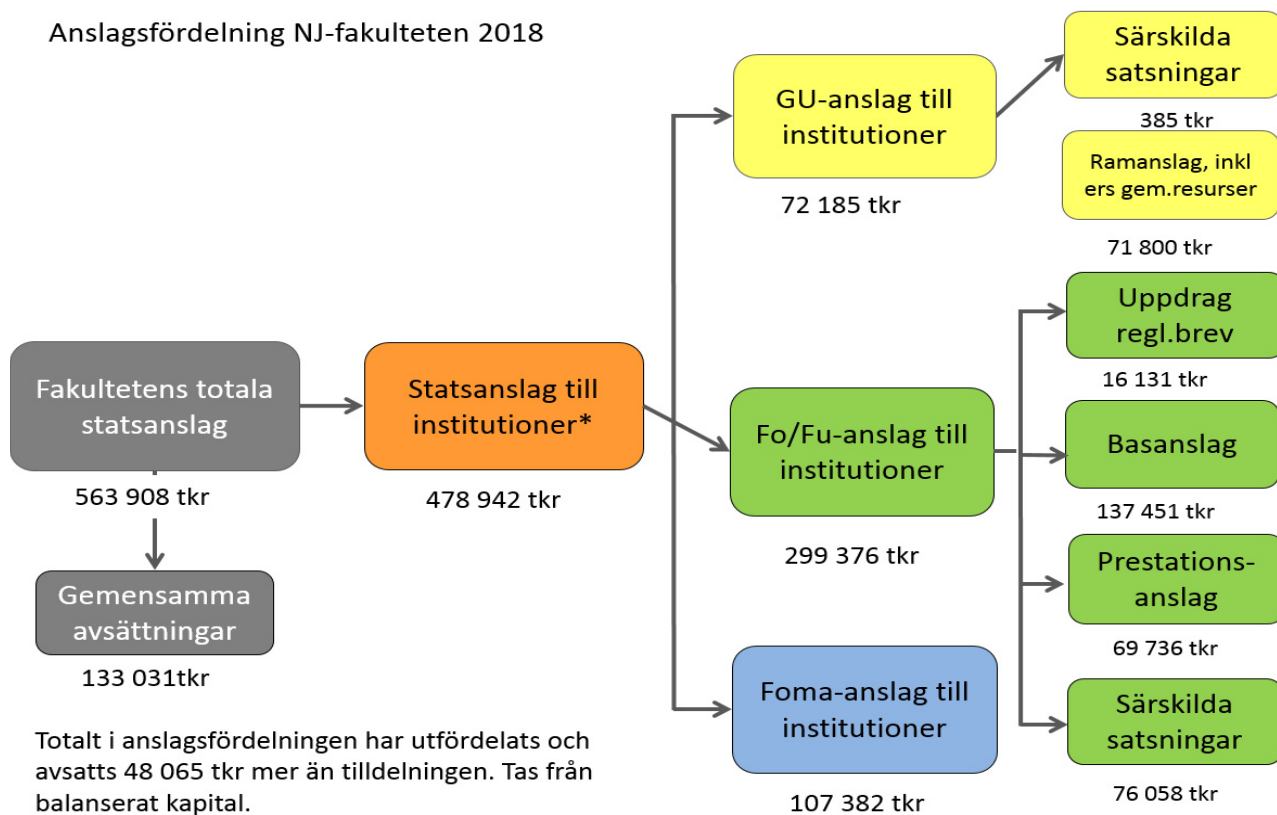 Anslagsfördelning NJ-fakulteten 2018
Fakultetens totala
statsanslag
563 908 tkr
Gemensamma
avsättningar
133 031tkr
Totalt i anslagsfördelningen har utfördelats och
avsatts 48 065 tkr mer än tilldelningen. Tas från
balanserat kapital.
Statsanslag till
institutioner*
478 942 tkr
GU-anslag till
institutioner
72 185 tkr
Fo/Fu-anslag till
institutioner
299 376 tkr
Foma-anslag till
institutioner
107 382 tkr
Särskilda
satsningar
385 tkr
Ramanslag, inkl
ers gem.resurser
71 800 tkr
Uppdrag
regl.brev
16 131 tkr
Basanslag
137 451 tkr
Prestations-
anslag
69 736 tkr
Särskilda
satsningar
76 058 tkr